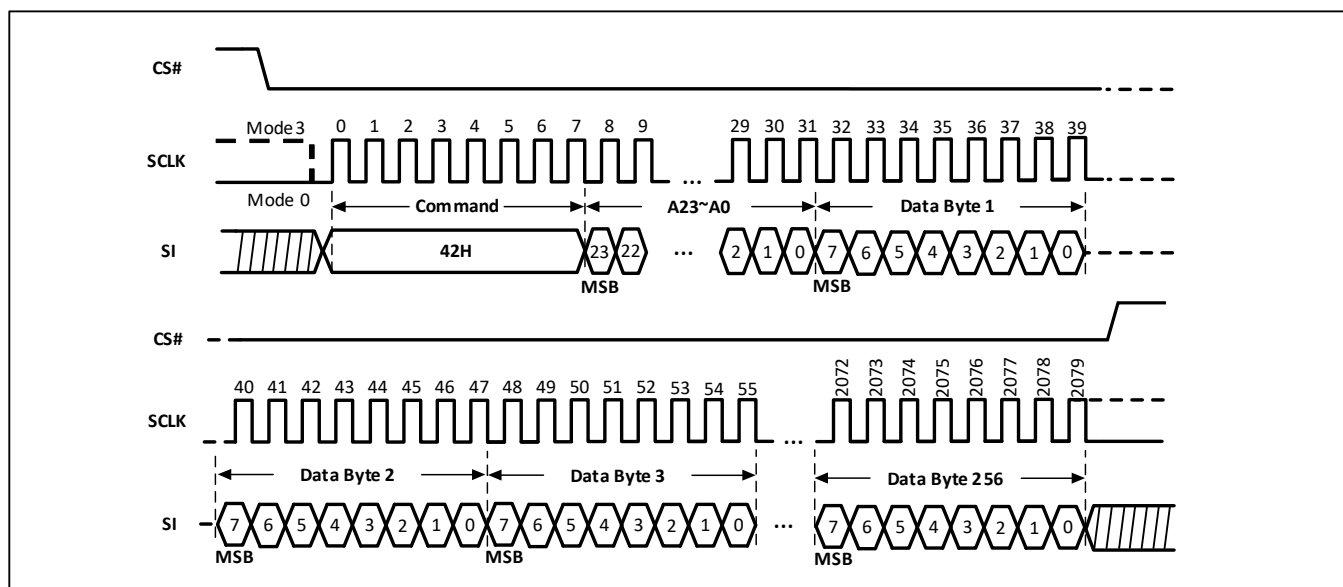 CS#
Mode 3 0 1 2 3 4 5 6 7 8 9 29 30 31 32 33 34 35 36 37 38 39
SCLK ...
Mode 0 Command A23~A0 Data Byte 1
SI 42H 23 22 ... 2 1 0 7 6 5 4 3 2 1 0
MSB MSB
CS#
40 41 42 43 44 45 46 47 48 49 50 51 52 53 54 55 2072 2073 2074 2075 2076 2077 2078 2079
SCLK ...
Data Byte 2 Data Byte 3 Data Byte 256
SI 7 6 5 4 3 2 1 0 7 6 5 4 3 2 1 0 ... 7 6 5 4 3 2 1 0
MSB MSB MSB